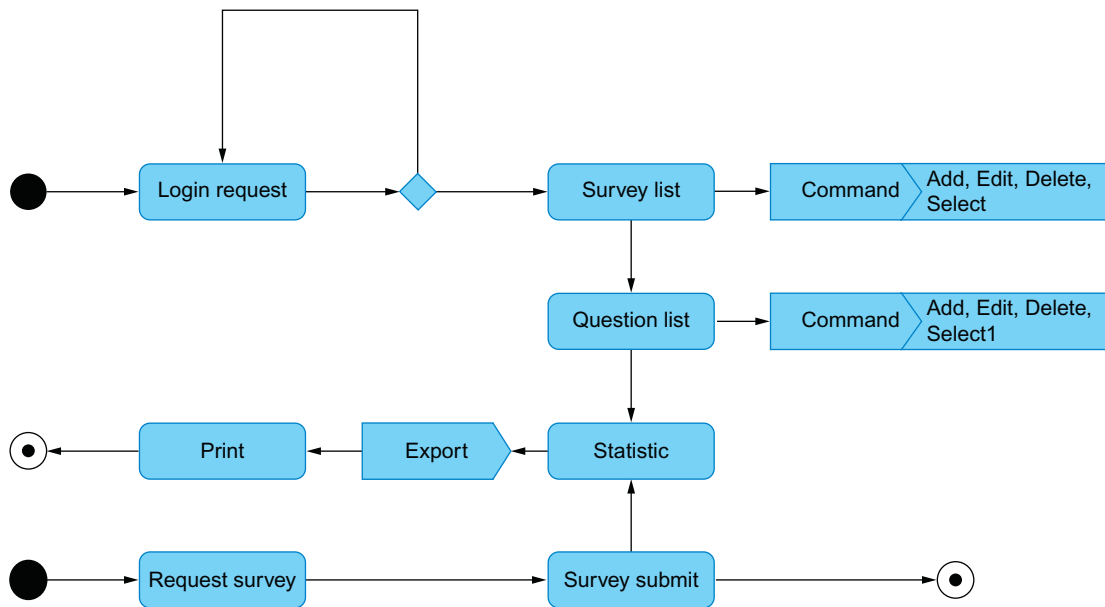 Login request
Survey list
Command
Add, Edit, Delete,
Select
Question list
Command
Add, Edit, Delete,
Select1
Print
Export
Statistic
Request survey
Survey submit